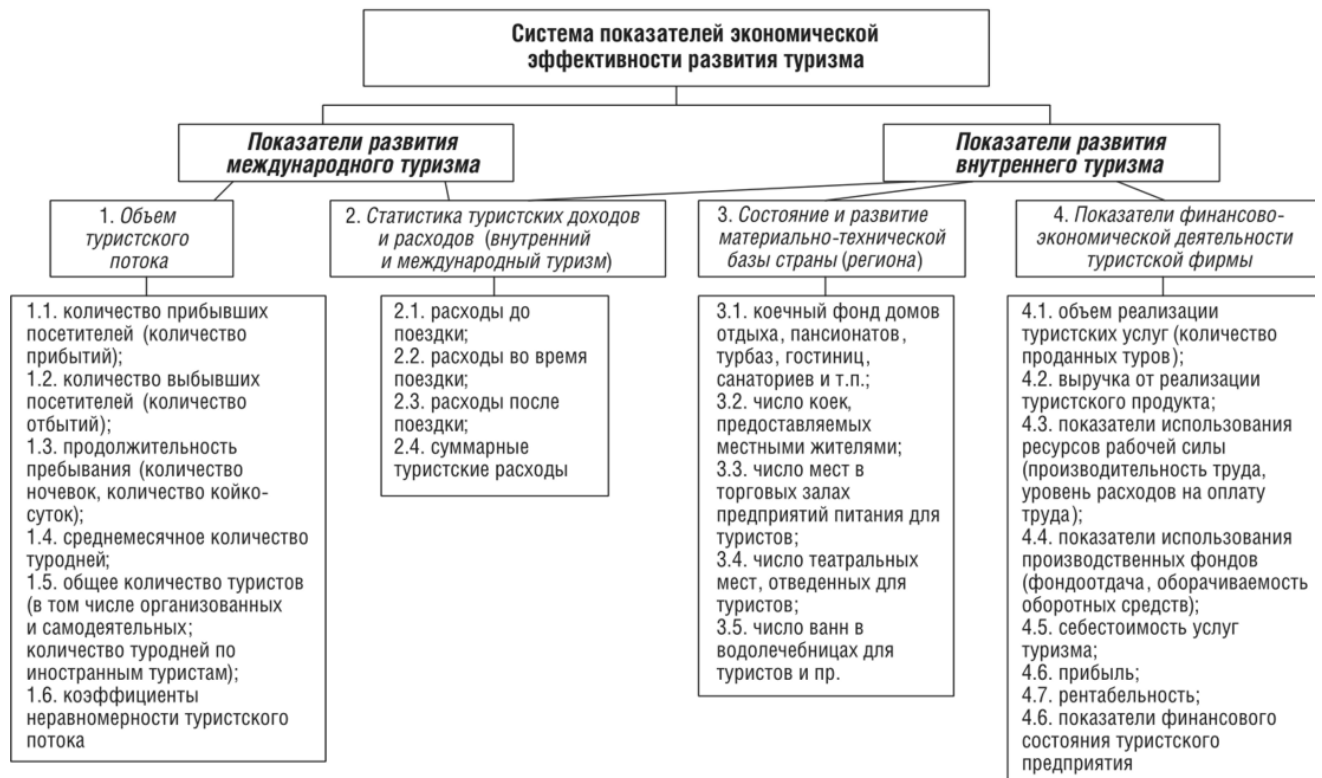 Система показателей экономической
эффективности развития туризма
Показатели развития
международного туризма
Показатели развития
внутреннего туризма
1. Объем
туристского
потока
2. Статистика туристских доходов
и расходов (внутренний
и международный туризм)
3. Состояние и развитие
материально-технической
базы страны (региона)
4. Показатели финансово-
экономической деятельности
туристской фирмы
1.1. количество прибывших
посетителей (количество
прибытий);
1.2. количество выбывших
посетителей (количество
отбытий);
1.3. продолжительность
пребывания (количество
ночевок, количество койко-
суток);
1.4. среднемесячное количество
туродней;
1.5. общее количество туристов
(в том числе организованных
и самодеятельных;
количество туродней по
иностранным туристам);
1.6. коэффициенты
неравномерности туристского
потока
2.1. расходы до
поездки;
2.2. расходы во время
поездки;
2.3. расходы после
поездки;
2.4. суммарные
туристские расходы
3.1. коечный фонд домов
отдыха, пансионатов,
турбаз, гостиниц,
санаториев и т.п.;
3.2. число коек,
предоставляемых
местными жителями;
3.3. число мест в
торговых залах
предприятий питания для
туристов;
3.4. число театральных
мест, отведенных для
туристов;
3.5. число ванн в
водолечебницах для
туристов и пр.
4.1. объем реализации
туристских услуг (количество
проданных туров);
4.2. выручка от реализации
туристского продукта;
4.3. показатели использования
ресурсов рабочей силы
(производительность труда,
уровень расходов на оплату
труда);
4.4. показатели использования
производственных фондов
(фондоотдача, оборачиваемость
оборотных средств);
4.5. себестоимость услуг
туризма;
4.6. прибыль;
4.7. рентабельность;
4.6. показатели финансового
состояния туристского
предприятия